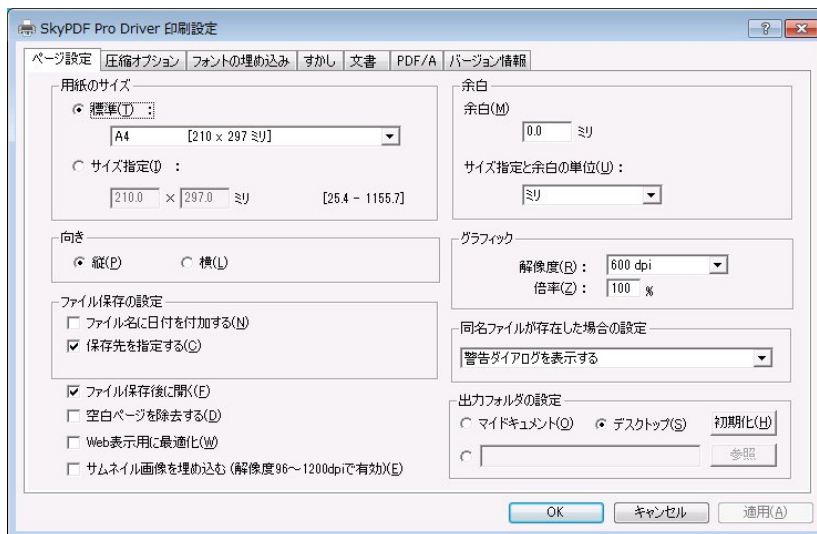 SkyPDF Pro Driver 印刷設定
ページ設定 圧縮オプション フォントの埋め込み すかし 文書 PDF/A バージョン情報
用紙のサイズ
標準(T) :
A4 [210 x 297 ミリ]
サイズ指定(I) :
210.0 × 297.0 ミリ [25.4 - 1155.7]
向き
縦(P) 横(L)
ファイル保存の設定
ファイル名に日付を付加する(N)
保存先を指定する(C)
ファイル保存後に開く(F)
空白ページを除去する(D)
Web表示用に最適化(W)
サムネイル画像を埋め込む(解像度96～1200dpiで有効)(E)
余白
余白(M)
0.0 ミリ
サイズ指定と余白の単位(U):
ミリ
グラフィック
解像度(R): 600 dpi
倍率(Z): 100 %
同名ファイルが存在した場合の設定
警告ダイアログを表示する
出力フォルダの設定
マイドキュメント(O) デスクトップ(S) 初期化(H)
参照
OK キャンセル 適用(A)